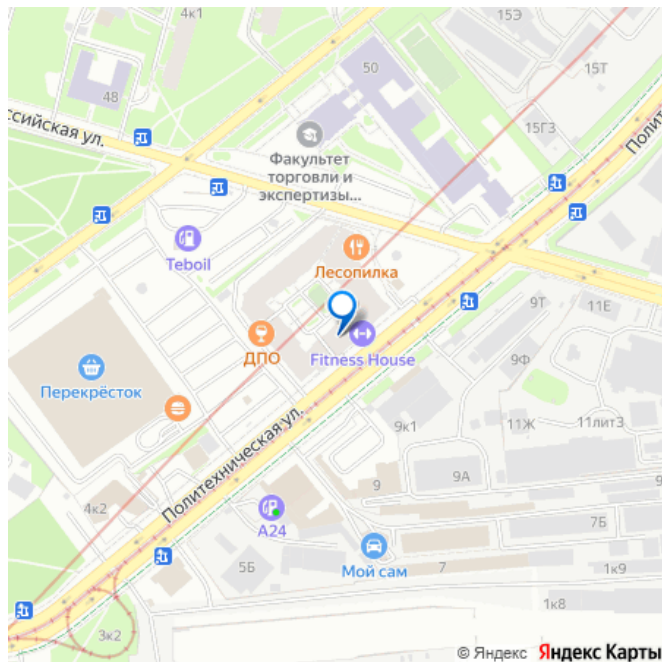 4к1
15Э
50
15Т
48
ссийская ул.
15Г3
Полит
Факультет
торговли и
экспертизы...
Teboil
Лесопилка
9Т
11Е
ДПО
Fitness House
9Ф
Перекрёсток
Политехническая ул.
9к1
11Ж
11лит3
9А
9
4к2
7Б
А24
5Б
Мой сам
7
1к9
1к8
3к2
© Яндекс Яндекс Карты